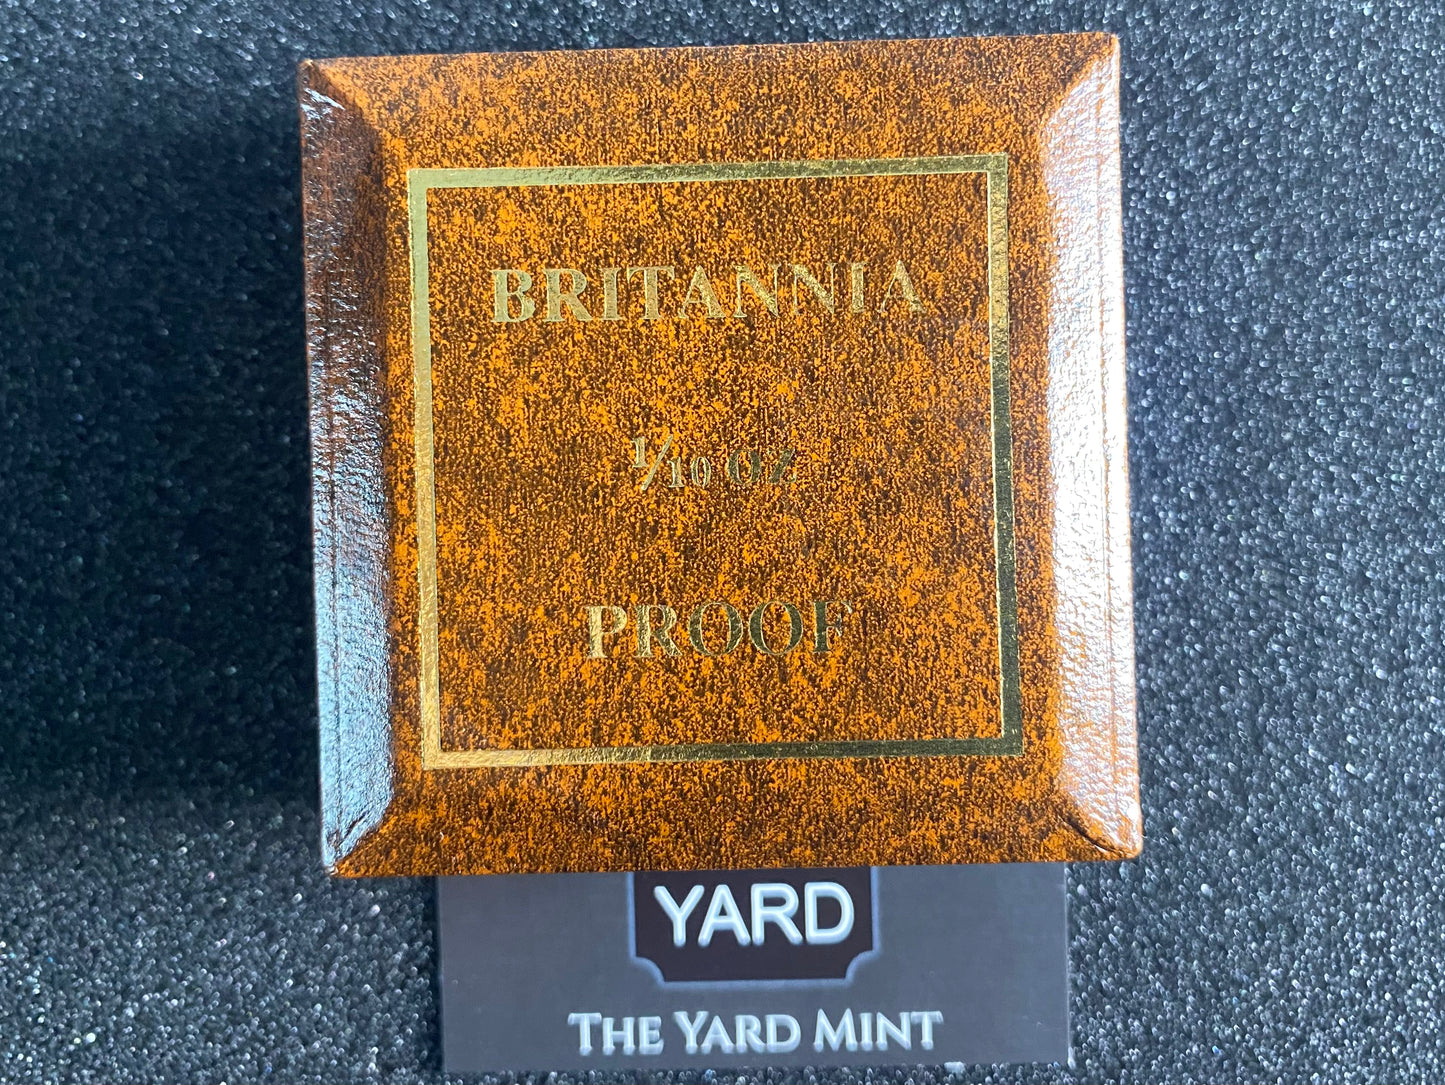 BRITANNIA
1/10 OZ
PROOF
YARD
THE YARD MINT